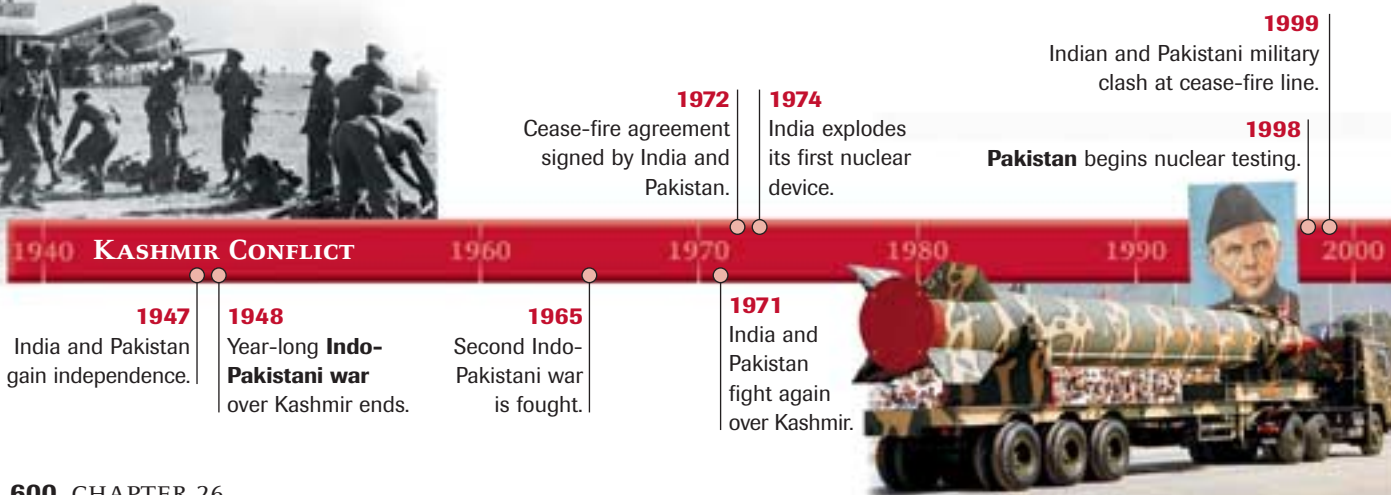 1999
Indian and Pakistani military
clash at cease-fire line.
1972
Cease-fire agreement
signed by India and
Pakistan.
1974
India explodes
its first nuclear
device.
1998
Pakistan begins nuclear testing.
1940 KASHMIR CONFLICT 1960 1970 1980 1990 2000
1947
India and Pakistan
gain independence.
1948
Year-long Indo-
Pakistani war
over Kashmir ends.
1965
Second Indo-
Pakistani war
is fought.
1971
India and
Pakistan
fight again
over Kashmir.
600 CHAPTER 26